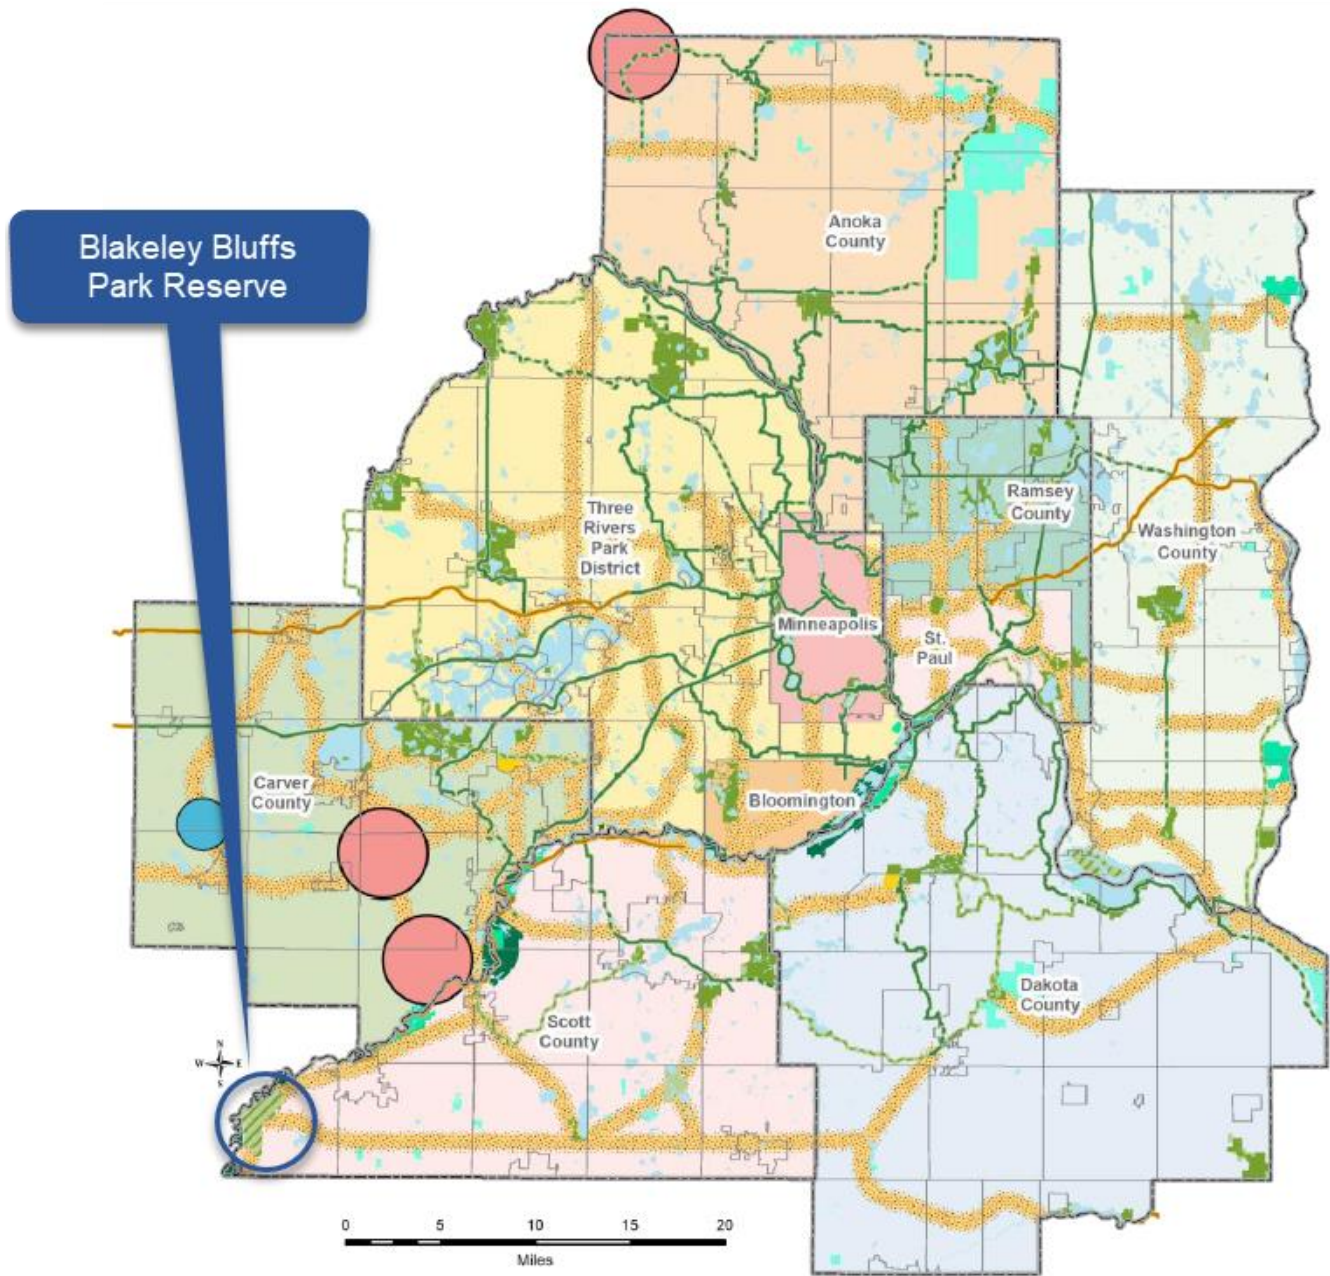 Blakeley Bluffs
Park Reserve
Anoka
County
Three
Rivers
Park
District
Ramsey
County
Washington
County
Minneapolis
St.
Paul
Carver
County
Bloomington
Dakota
County
Scott
County
N
W E
S
0 5 10 15 20
Miles